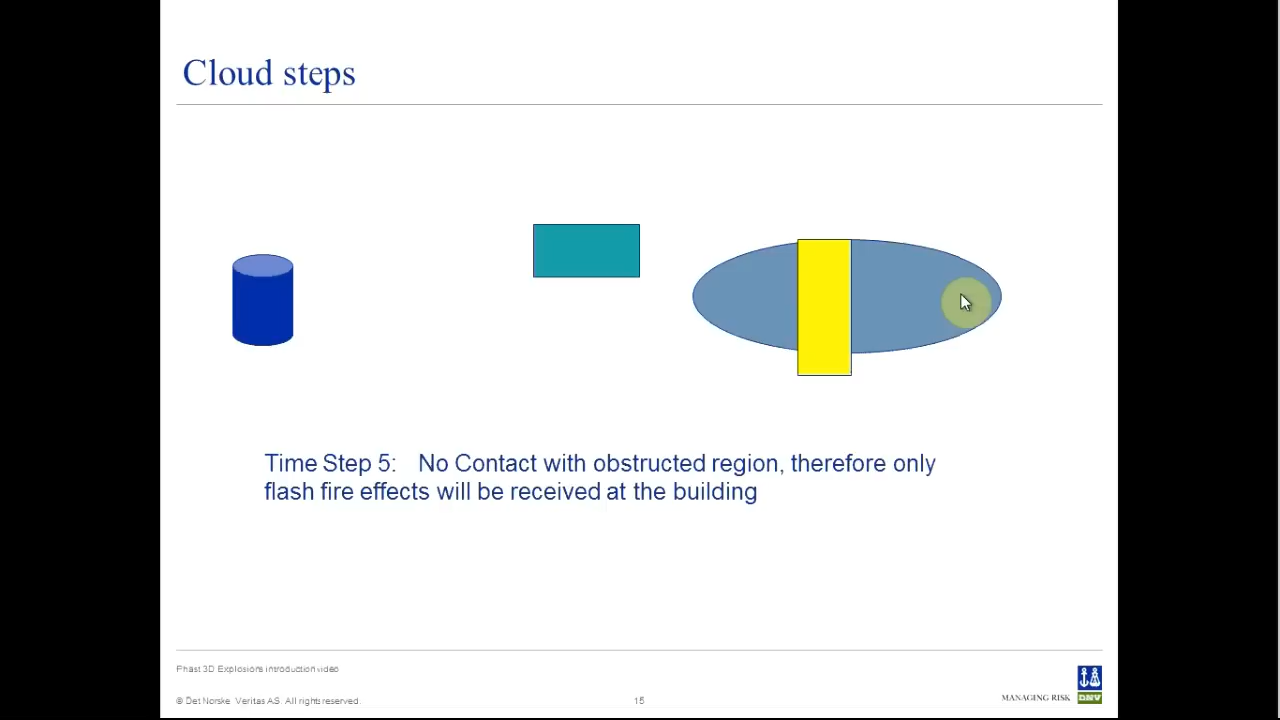 Cloud steps
Time Step 5: No Contact with obstructed region, therefore only
flash fire effects will be received at the building
Phast 3D Explosions introduction video
© Det Norske Veritas AS. All rights reserved.
15
MANAGING RISK
DNV